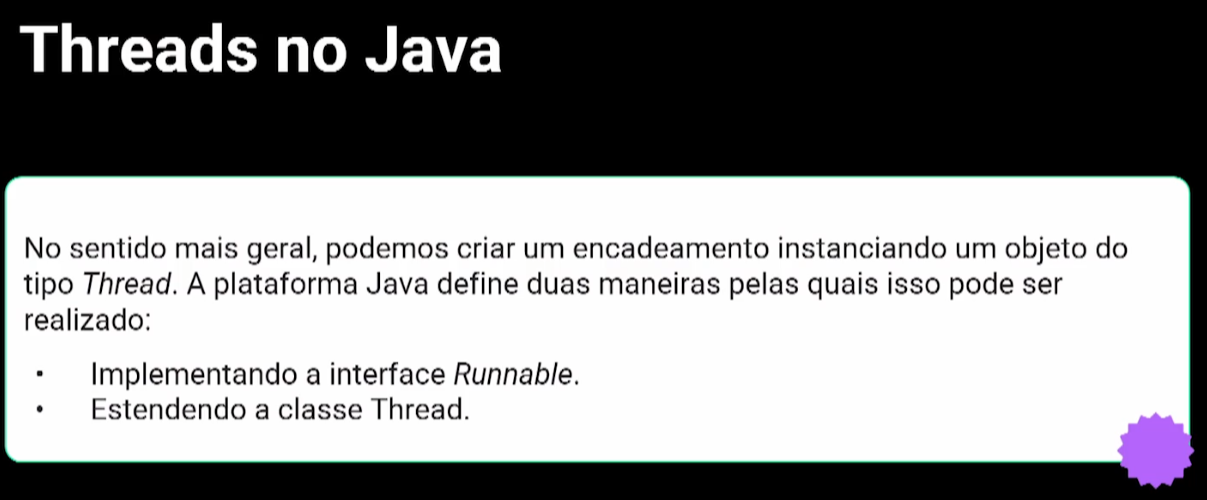 Threads no Java
No sentido mais geral, podemos criar um encadeamento instanciando um objeto do
tipo Thread. A plataforma Java define duas maneiras pelas quais isso pode ser
realizado:
• Implementando a interface Runnable.
• Estendendo a classe Thread.